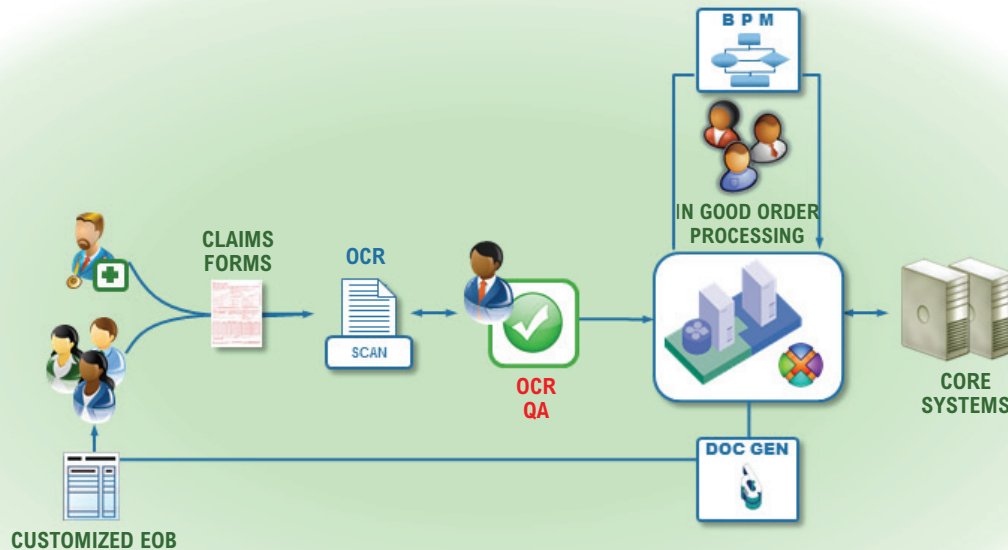 B P M
IN GOOD ORDER
PROCESSING
CLAIMS
FORMS
OCR
SCAN
OCR
QA
CORE
SYSTEMS
DOC GEN
CUSTOMIZED EOB